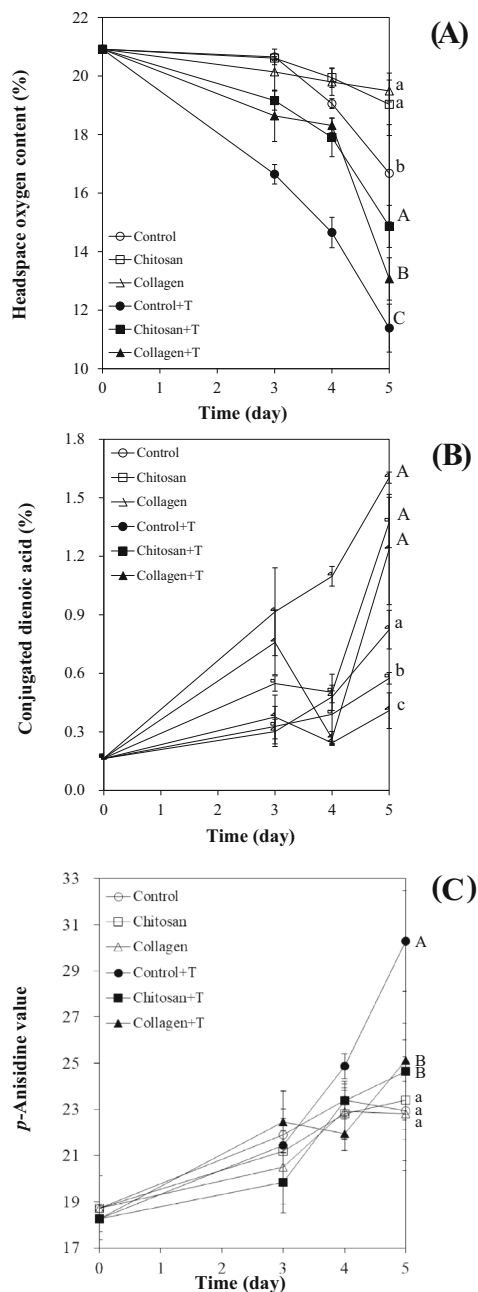 (A)
Headspace oxygen content (%)
22
20
18
16
14
12
10
a
a
b
A
B
C
Control
Chitosan
Collagen
Control+T
Chitosan+T
Collagen+T
0 1 2 3 4 5
Time (day)
(B)
Conjugated dienoic acid (%)
1.8
1.5
1.2
0.9
0.6
0.3
0.0
Control
Chitosan
Collagen
Control+T
Chitosan+T
Collagen+T
A
A
A
a
b
c
0 1 2 3 4 5
Time (day)
(C)
p-Anisidine value
33
31
29
27
25
23
21
19
17
Control
Chitosan
Collagen
Control+T
Chitosan+T
Collagen+T
A
B
B
a
a
a
0 1 2 3 4 5
Time (day)